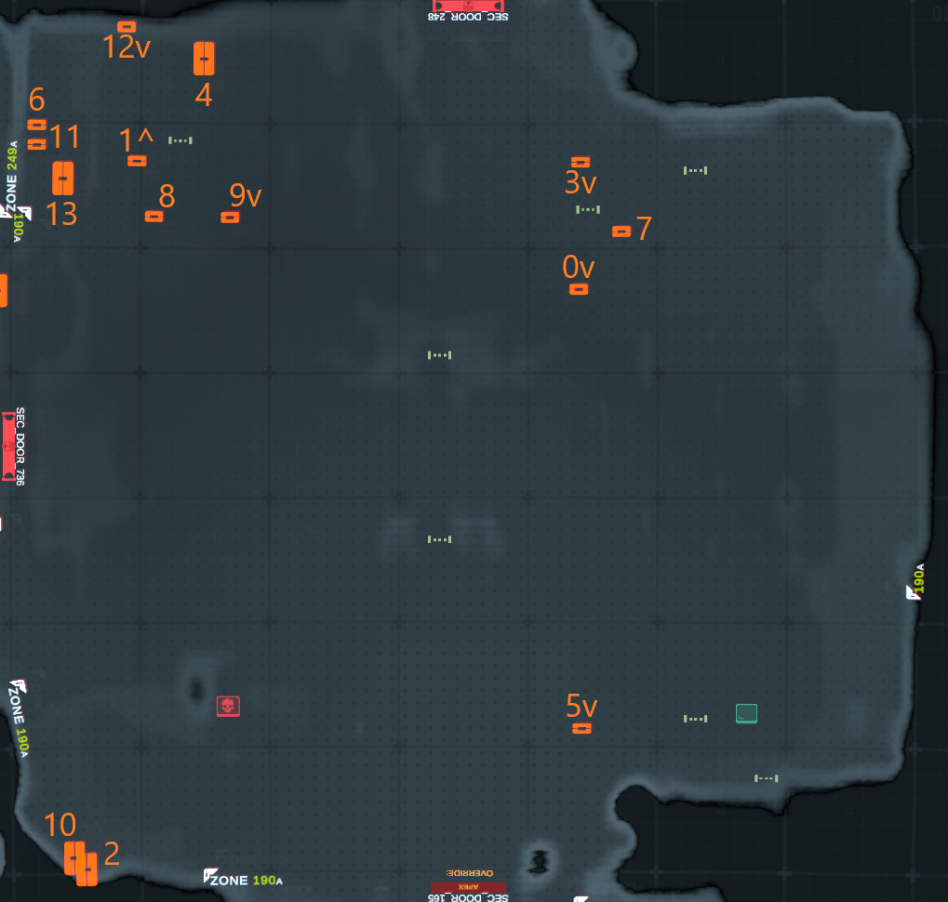 SEC_DOOR_248
12v
4
6
11
1^
ZONE 249A
13
8
9v
190A
3v
7
0v
SEC_DOOR_736
190A
5v
ZONE 190A
10
2
ZONE 190A
OVERRIDE:
APEX
SEC_DOOR_165